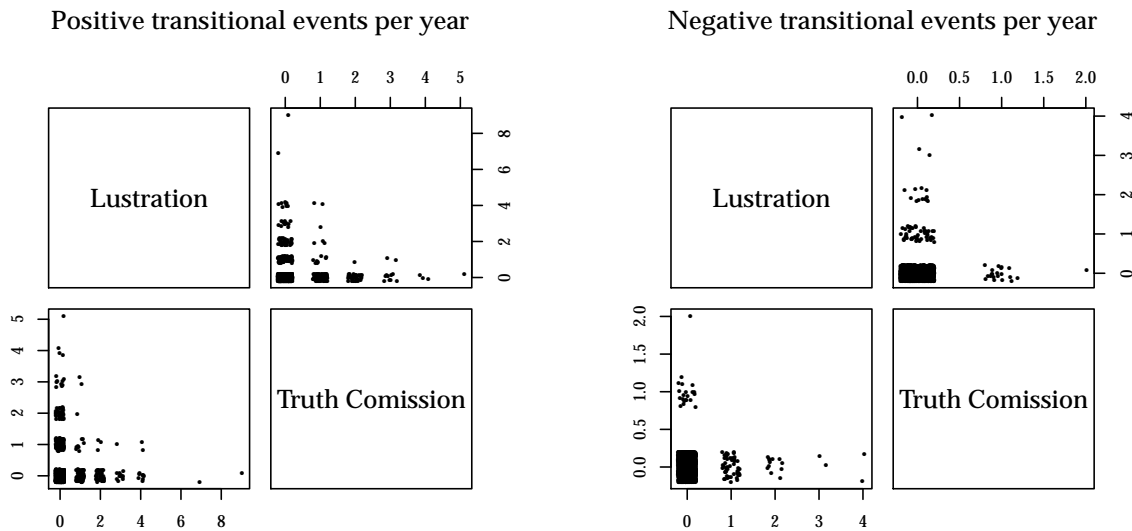 Positive transitional events per year
Negative transitional events per year
0 1 2 3 4 5
0.0 0.5 1.0 1.5 2.0
Lustration
8
6
4
2
0
Lustration
4
3
2
1
0
5
4
3
2
1
0
Truth Comission
2.0
1.5
1.0
0.5
0.0
Truth Comission
0 2 4 6 8
0 1 2 3 4